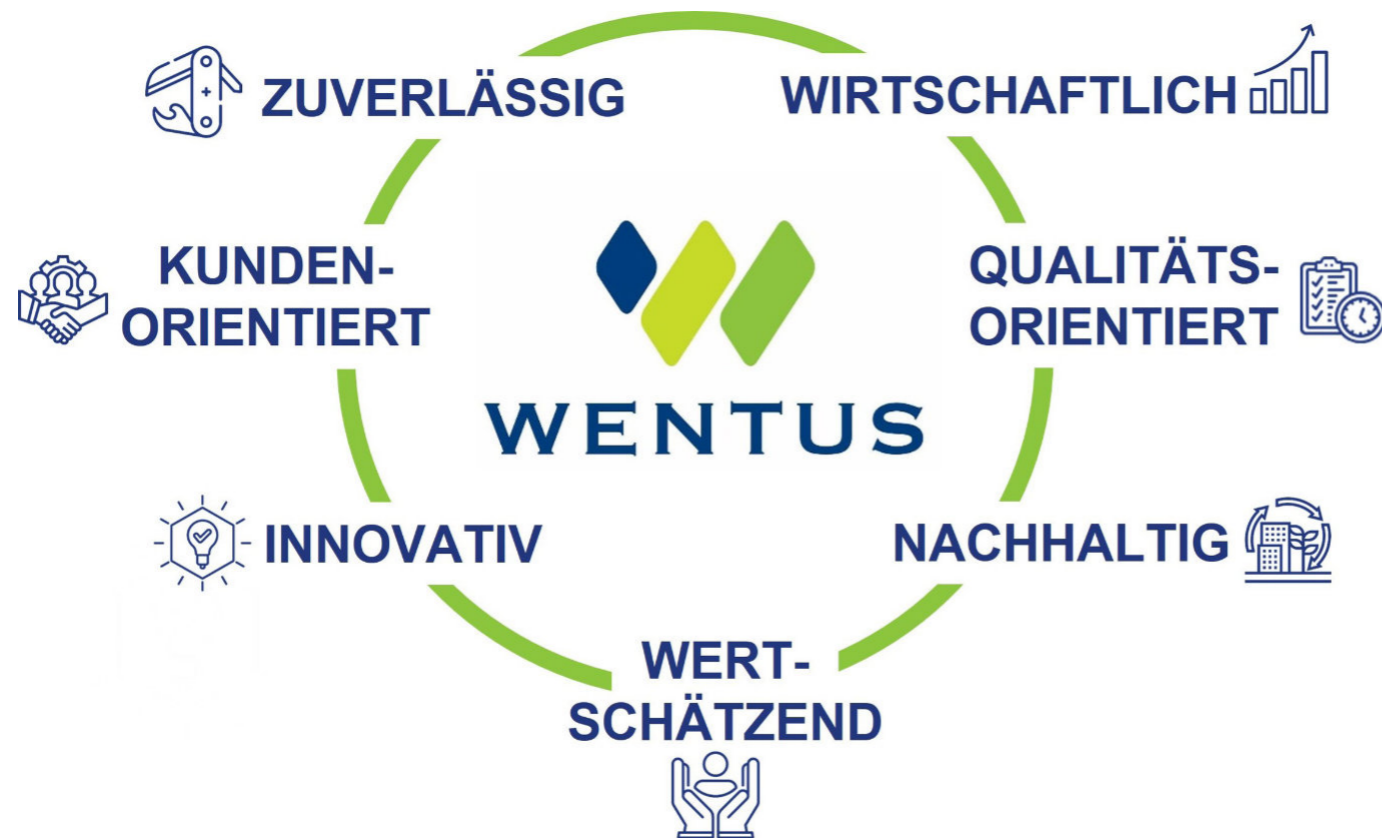 ZUVERLÄSSIG
WIRTSCHAFTLICH
KUNDEN-
ORIENTIERT
QUALITÄTS-
ORIENTIERT
WENTUS
INNOVATIV
NACHHALTIG
WERT-
SCHÄTZEND